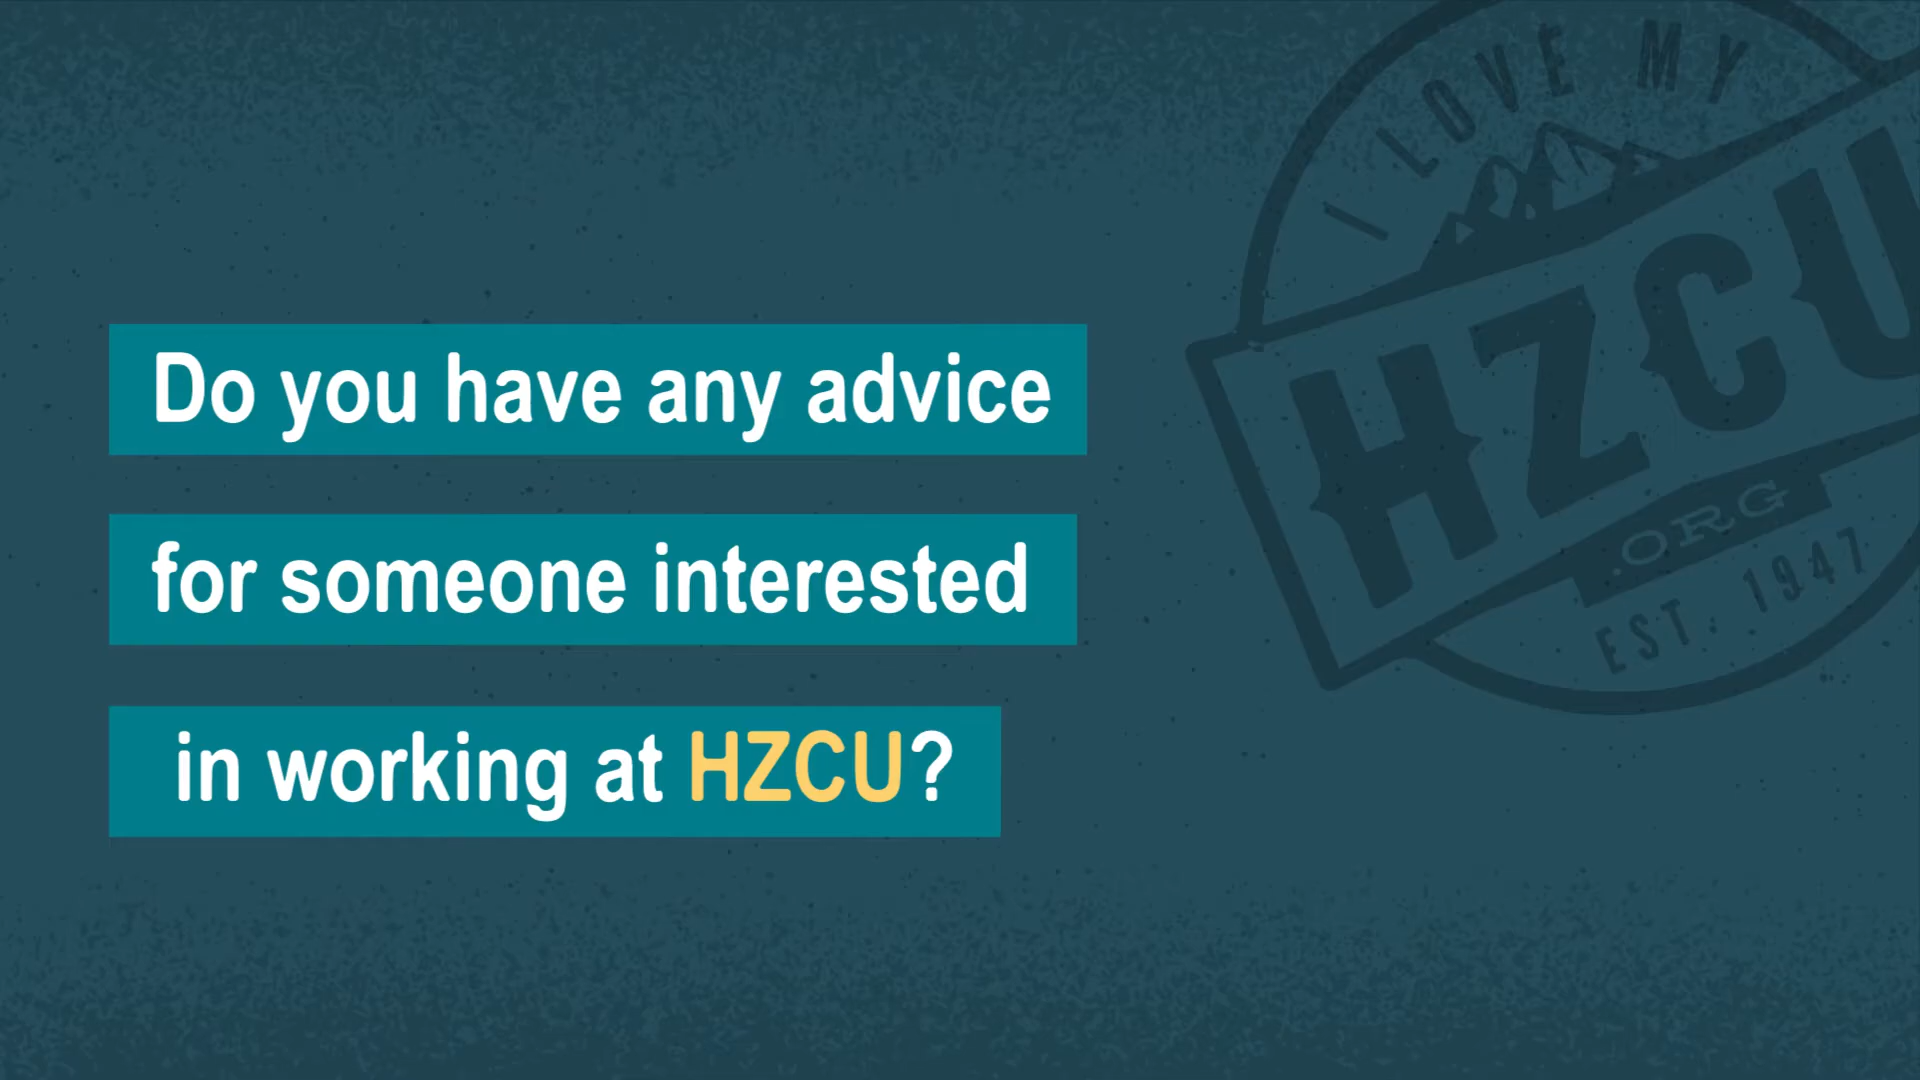 Do you have any advice
for someone interested
in working at HZCU?
I LOVE MY
HZCU
.ORG
EST. 1947